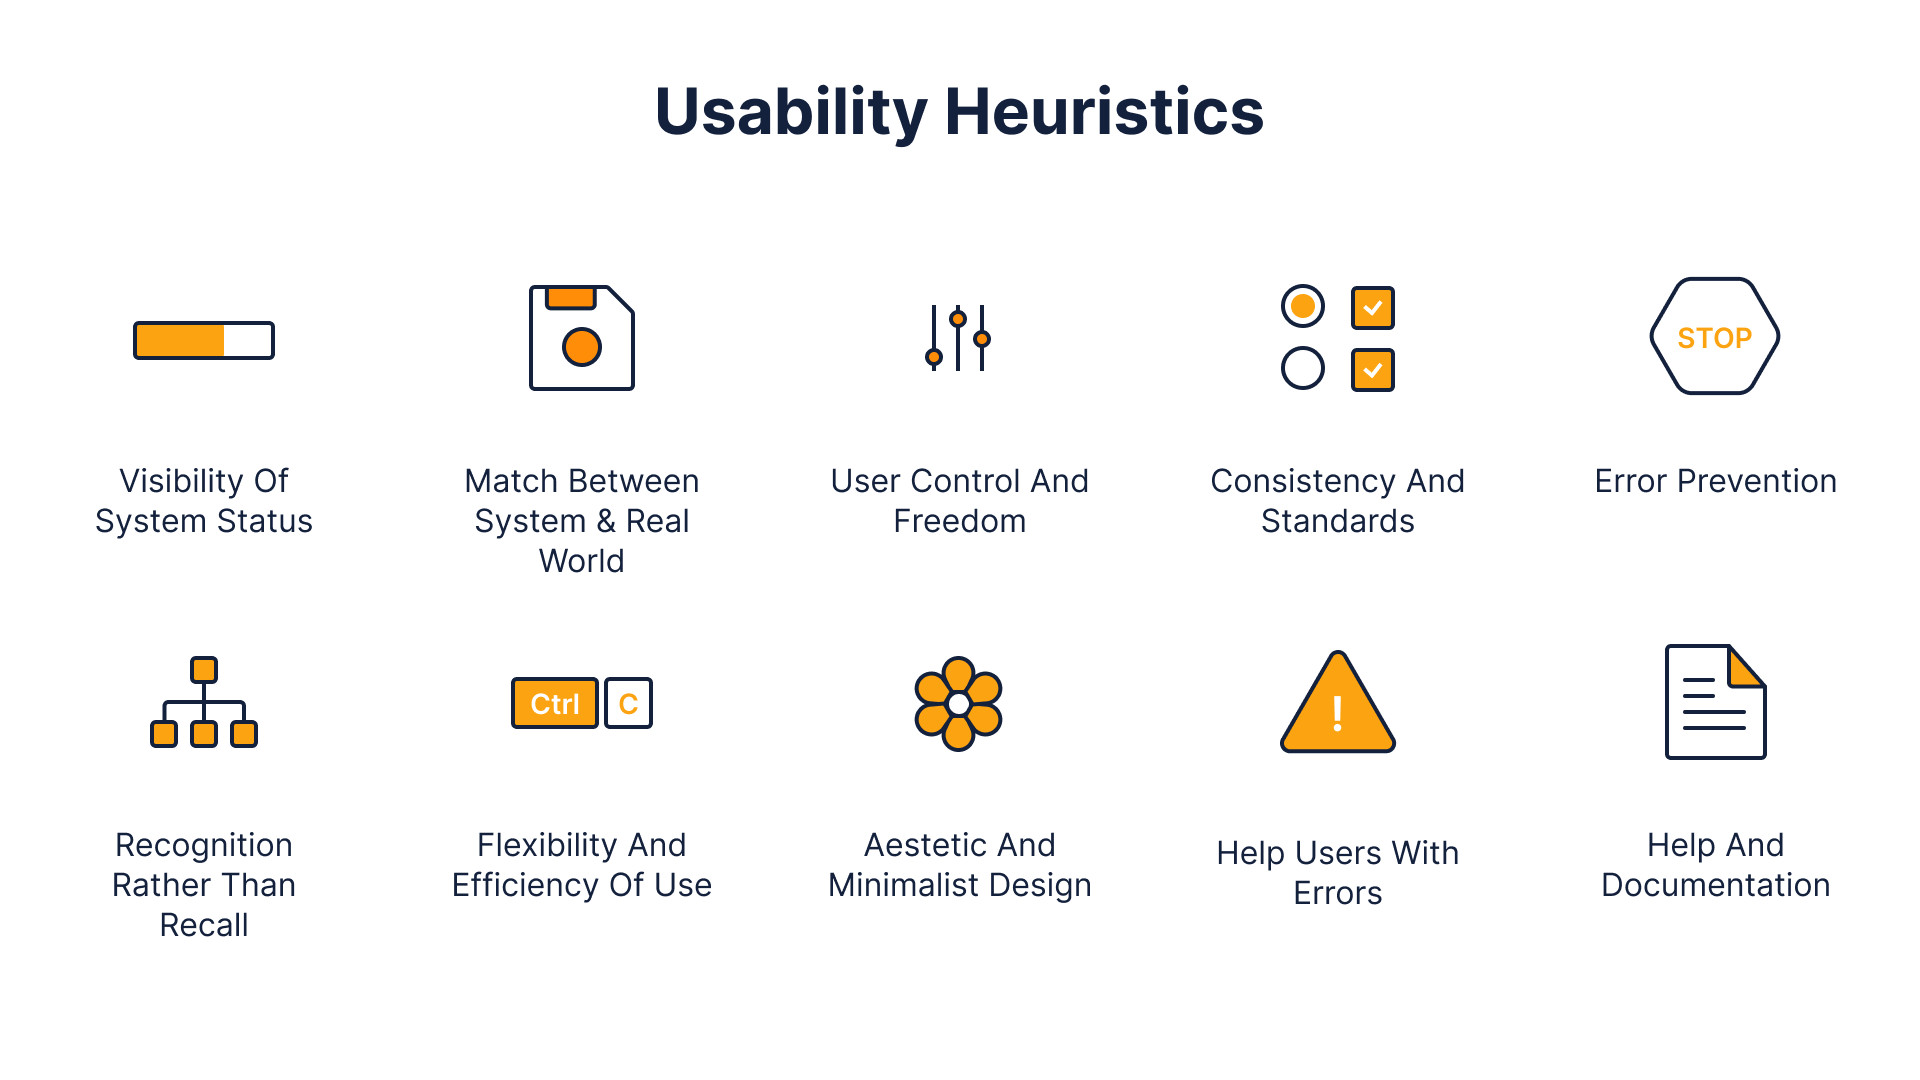 Usability Heuristics
STOP
Visibility Of
System Status
Match Between
System & Real
World
User Control And
Freedom
Consistency And
Standards
Error Prevention
Ctrl
C
!
Recognition
Rather Than
Recall
Flexibility And
Efficiency Of Use
Aestetic And
Minimalist Design
Help Users With
Errors
Help And
Documentation